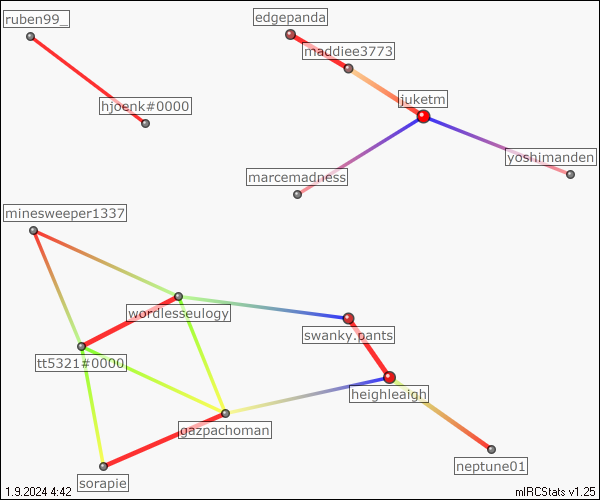 ruben99_
edgepanda
maddiee3773
hjoenk#0000
juketm
yoshimanden
marcemadness
minesweeper1337
wordlesseulogy
swanky.pants
tt5321#0000
heighleaigh
gazpachoman
neptune01
sorapie
1.9.2024 4:42
mIRCStats v1.25